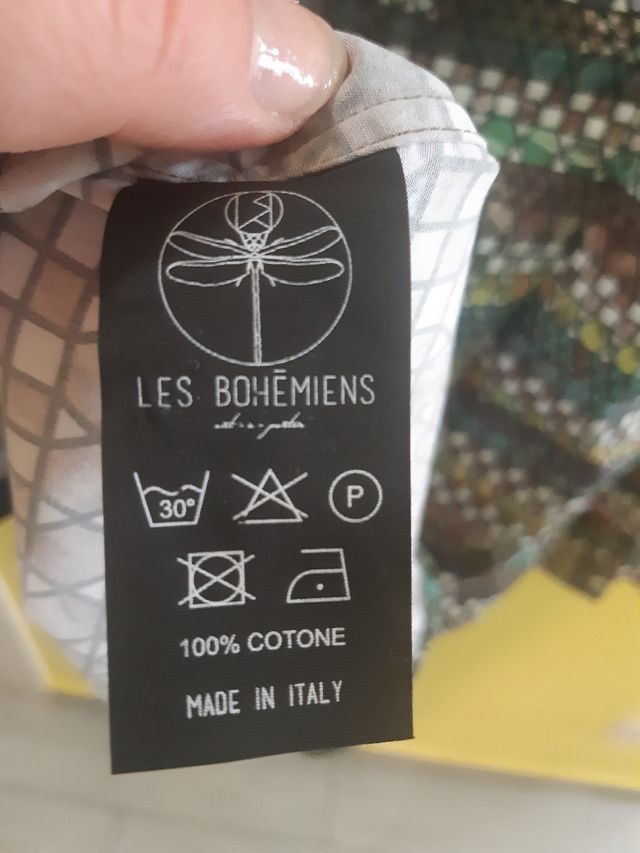 LES BOHĒMIENS
30°
P
100% COTONE
MADE IN ITALY